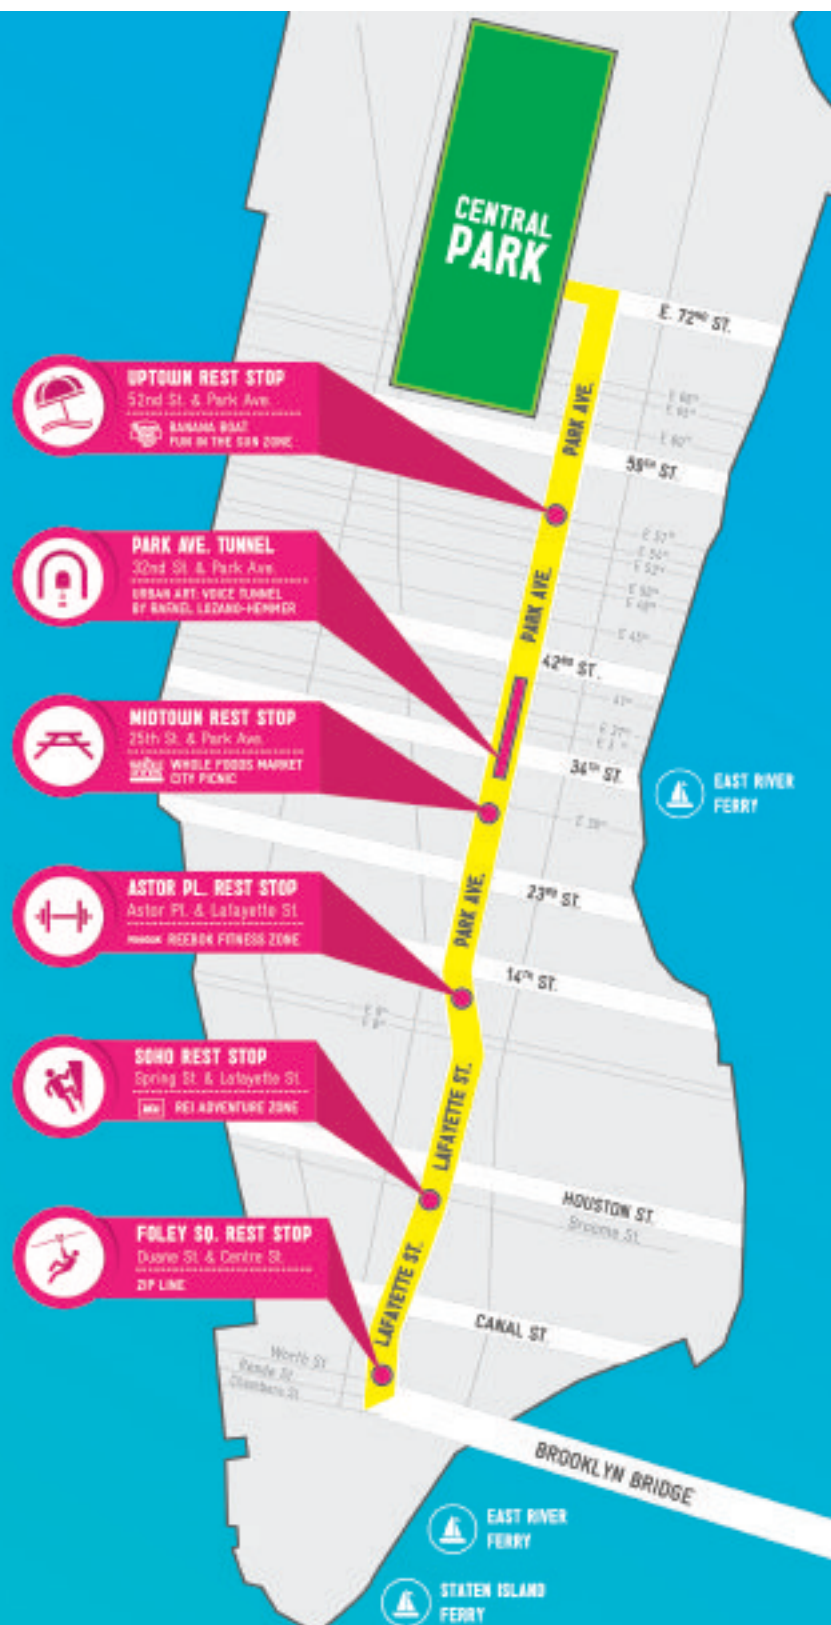 CENTRAL
PARK
E. 72ND ST.
UPTOWN REST STOP
52nd St. & Park Ave.
BANANA BOAT
FUN IN THE SUN ZONE
PARK AVE.
E 60th
59TH ST.
PARK AVE. TUNNEL
32nd St. & Park Ave.
URBAN ART: VOICE TUNNEL
BY RAFAEL LOZANO-HEMMER
E 57th
PARK AVE.
42ND ST.
MIDTOWN REST STOP
25th St. & Park Ave.
WHOLE FOODS MARKET
CITY PICNIC
34TH ST.
EAST RIVER
FERRY
ASTOR PL. REST STOP
Astor Pl. & Lafayette St.
REEBOK FITNESS ZONE
PARK AVE.
23RD ST.
14TH ST.
SOHO REST STOP
Spring St. & Lafayette St.
REI ADVENTURE ZONE
LAFAYETTE ST.
HOUSTON ST.
Broome St.
FOLEY SQ. REST STOP
Duane St. & Centre St.
ZIP LINE
LAFAYETTE ST.
CANAL ST.
Worth St
Reade St.
Chambers St.
BROOKLYN BRIDGE
EAST RIVER
FERRY
STATEN ISLAND
FERRY